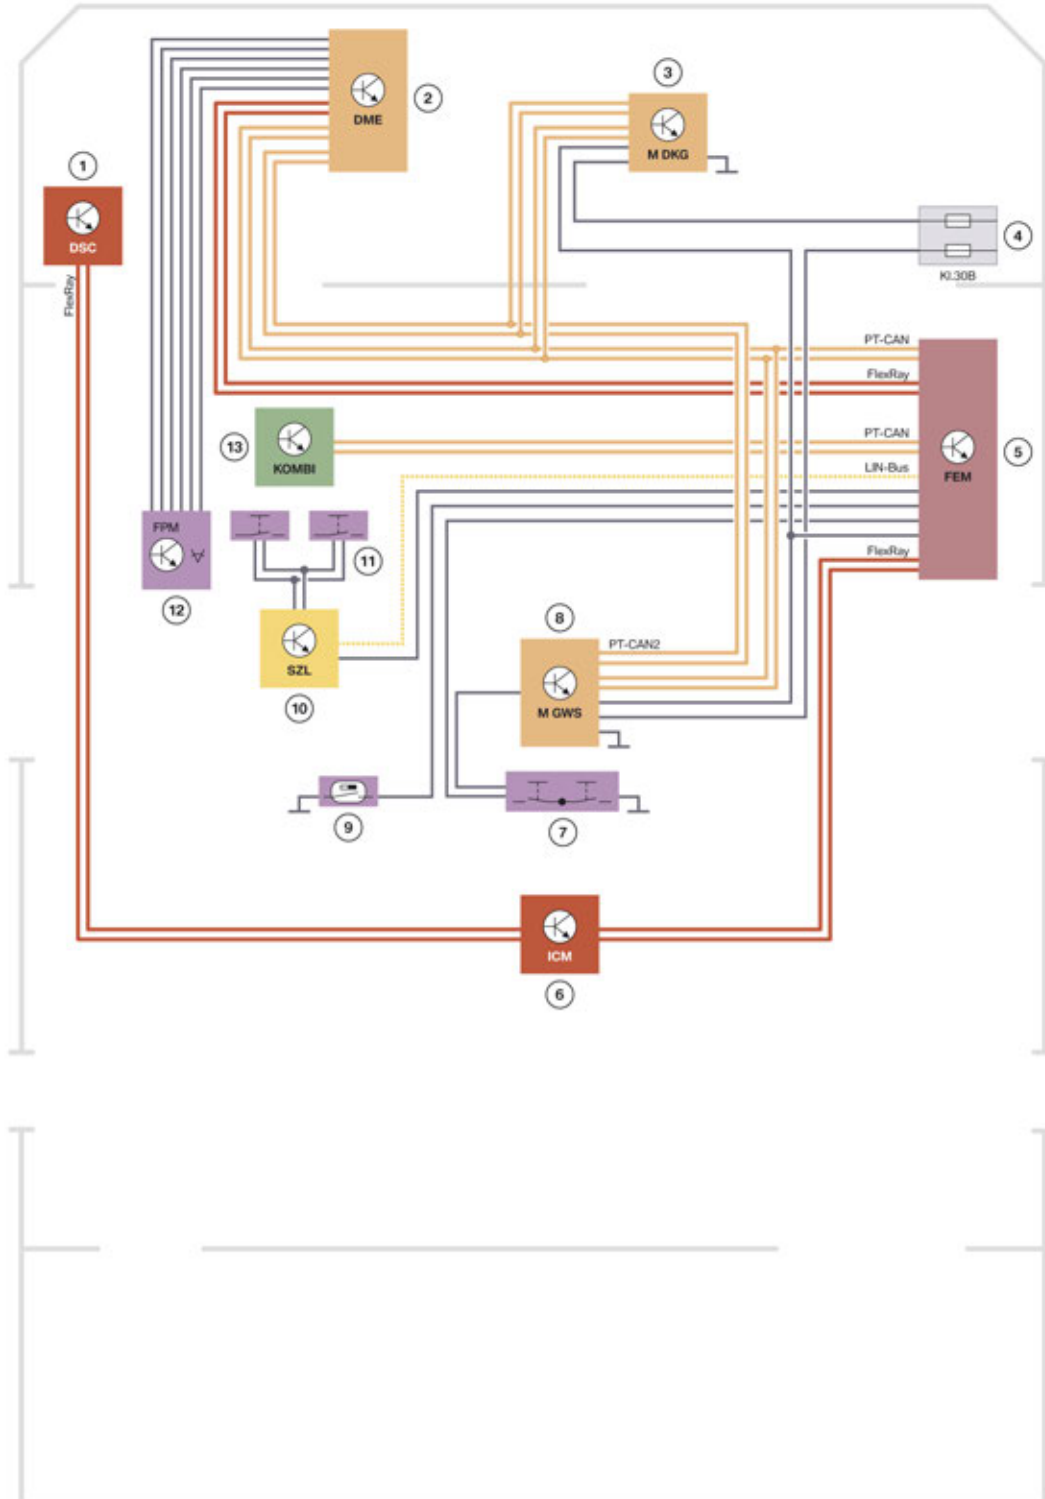 3
DME
2
M DKG
1
DSC
4
Kl.30B
FlexRay
PT-CAN
FlexRay
13
KOMBI
PT-CAN
5
LIN-Bus
FEM
FPM
11
FlexRay
12
8
PT-CAN2
SZL
10
M GWS
9
7
ICM
6